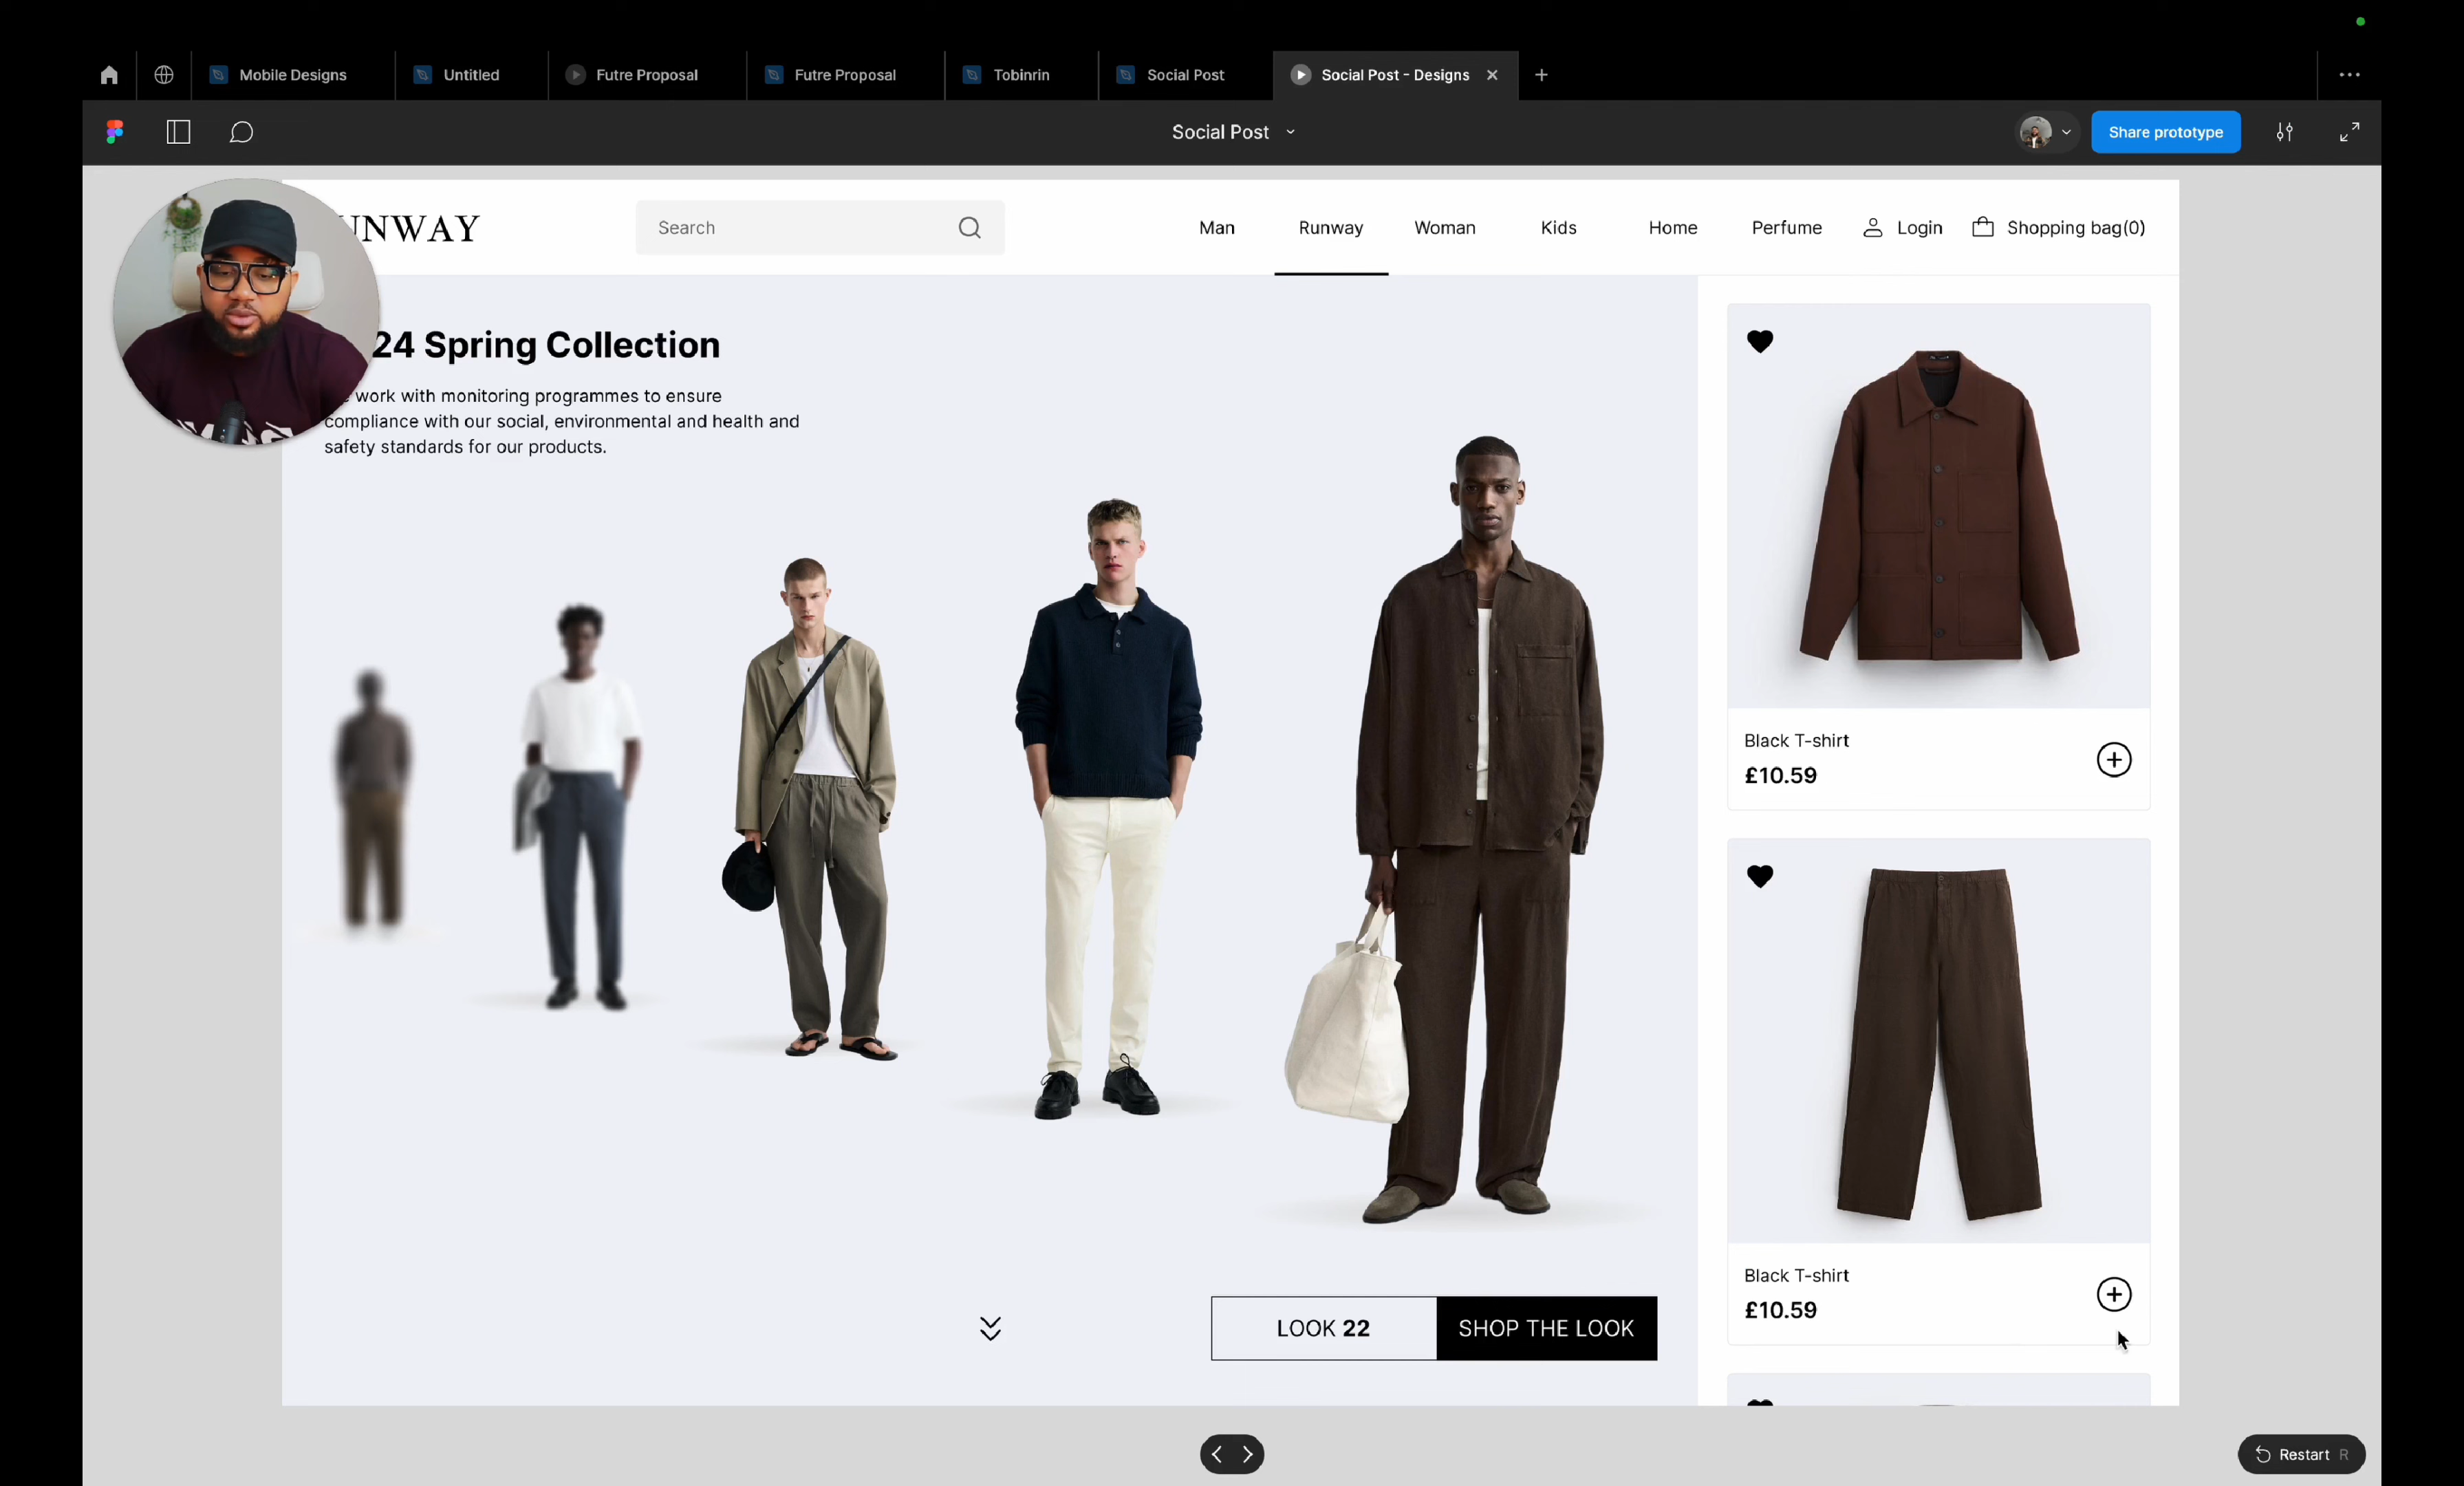 Mobile Designs
Untitled
Futre Proposal
Futre Proposal
Tobinrin
Social Post
Social Post - Designs
Social Post
Share prototype
UNWAY
Search
Man
Runway
Woman
Kids
Home
Perfume
Login
Shopping bag(0)
24 Spring Collection
work with monitoring programmes to ensure
compliance with our social, environmental and health and
safety standards for our products.
Black T-shirt
£10.59
Black T-shirt
£10.59
LOOK 22
SHOP THE LOOK
Restart R